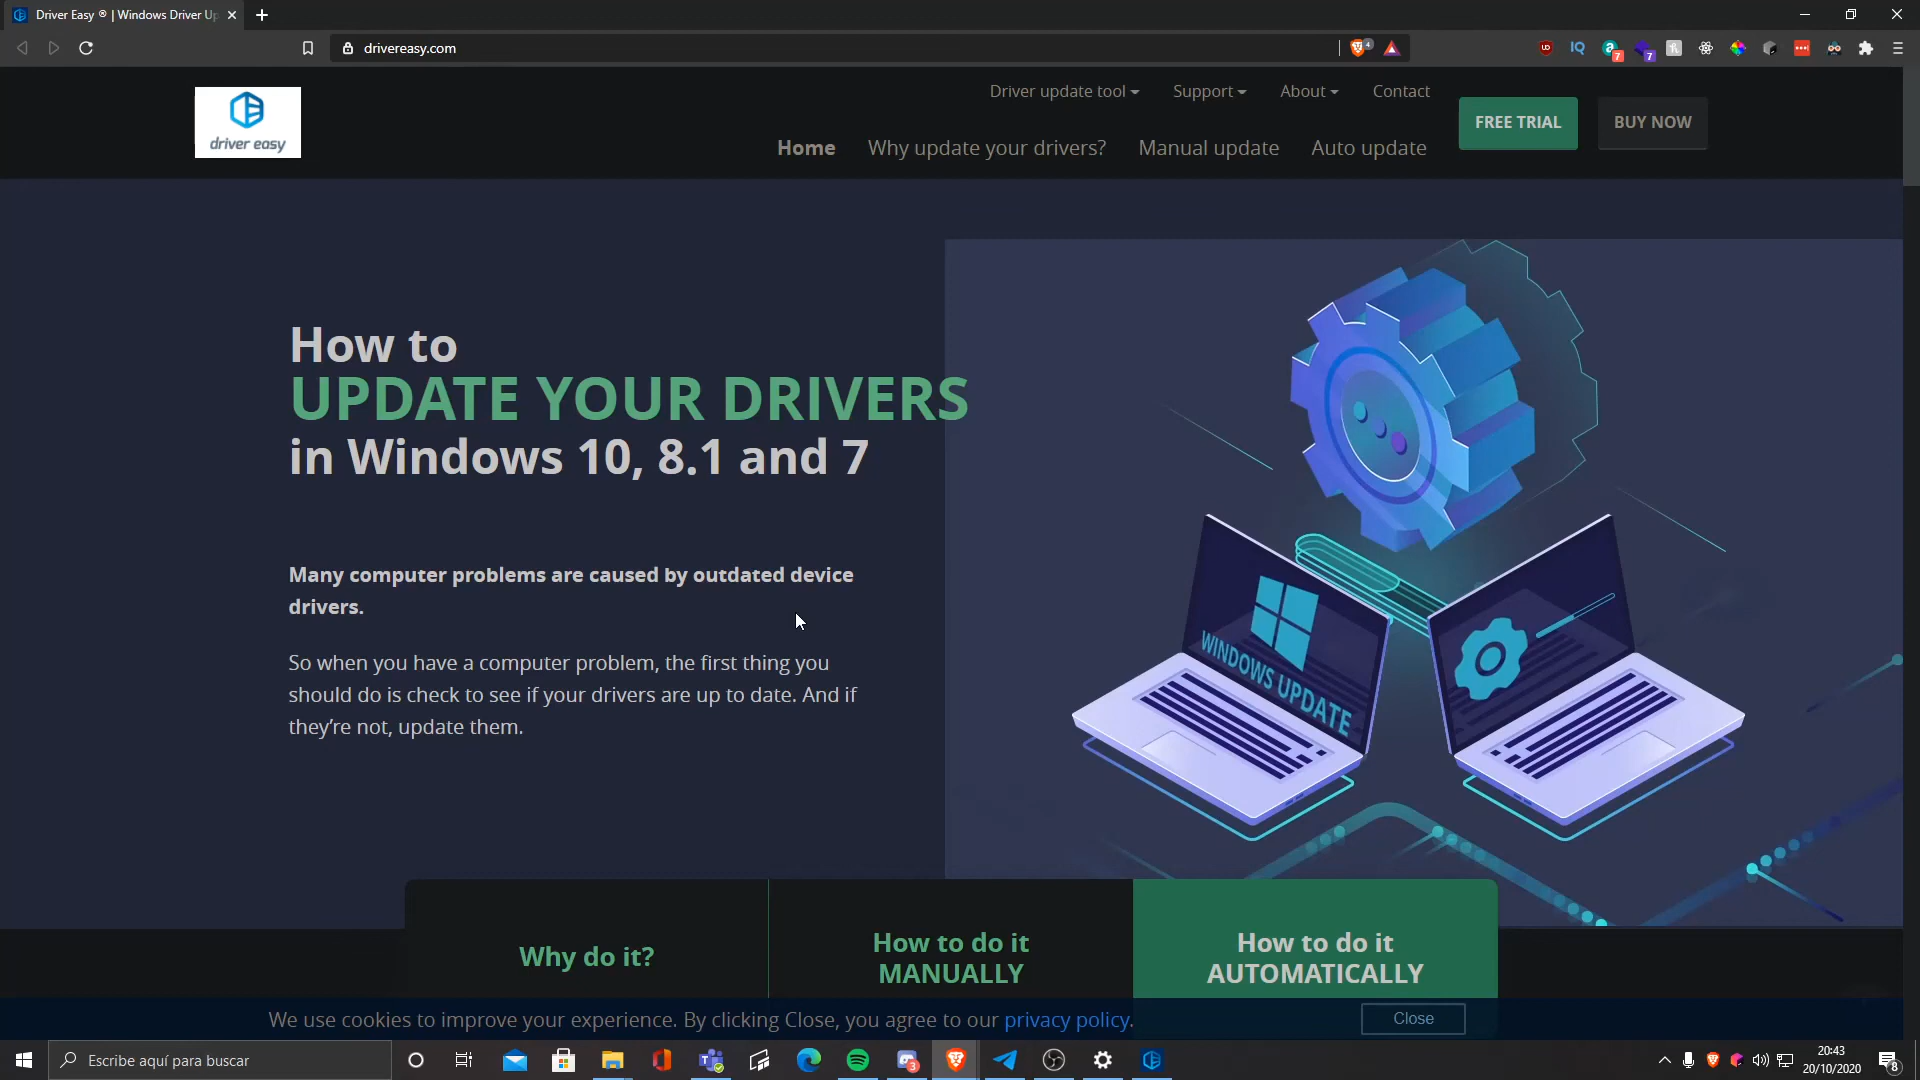 Driver Easy ® | Windows Driver Up
drivereasy.com
4
7
7
driver easy
Driver update tool
Support
About
Contact
Home
Why update your drivers?
Manual update
Auto update
FREE TRIAL
BUY NOW
How to
UPDATE YOUR DRIVERS
in Windows 10, 8.1 and 7
Many computer problems are caused by outdated device
drivers.
So when you have a computer problem, the first thing you
should do is check to see if your drivers are up to date. And if
they’re not, update them.
WINDOWS UPDATE
Why do it?
How to do it
MANUALLY
How to do it
AUTOMATICALLY
We use cookies to improve your experience. By clicking Close, you agree to our privacy policy.
Close
Escribe aquí para buscar
3
20:43
20/10/2020
8